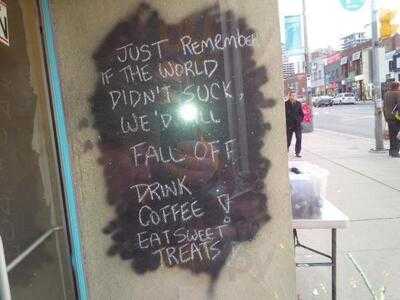 JUST Remember
IF THE WORLD
DIDN'T SUCK,
WE'D ALL
FALL OFF
DRINK
COFFEE !
EAT SWEET
TREATS